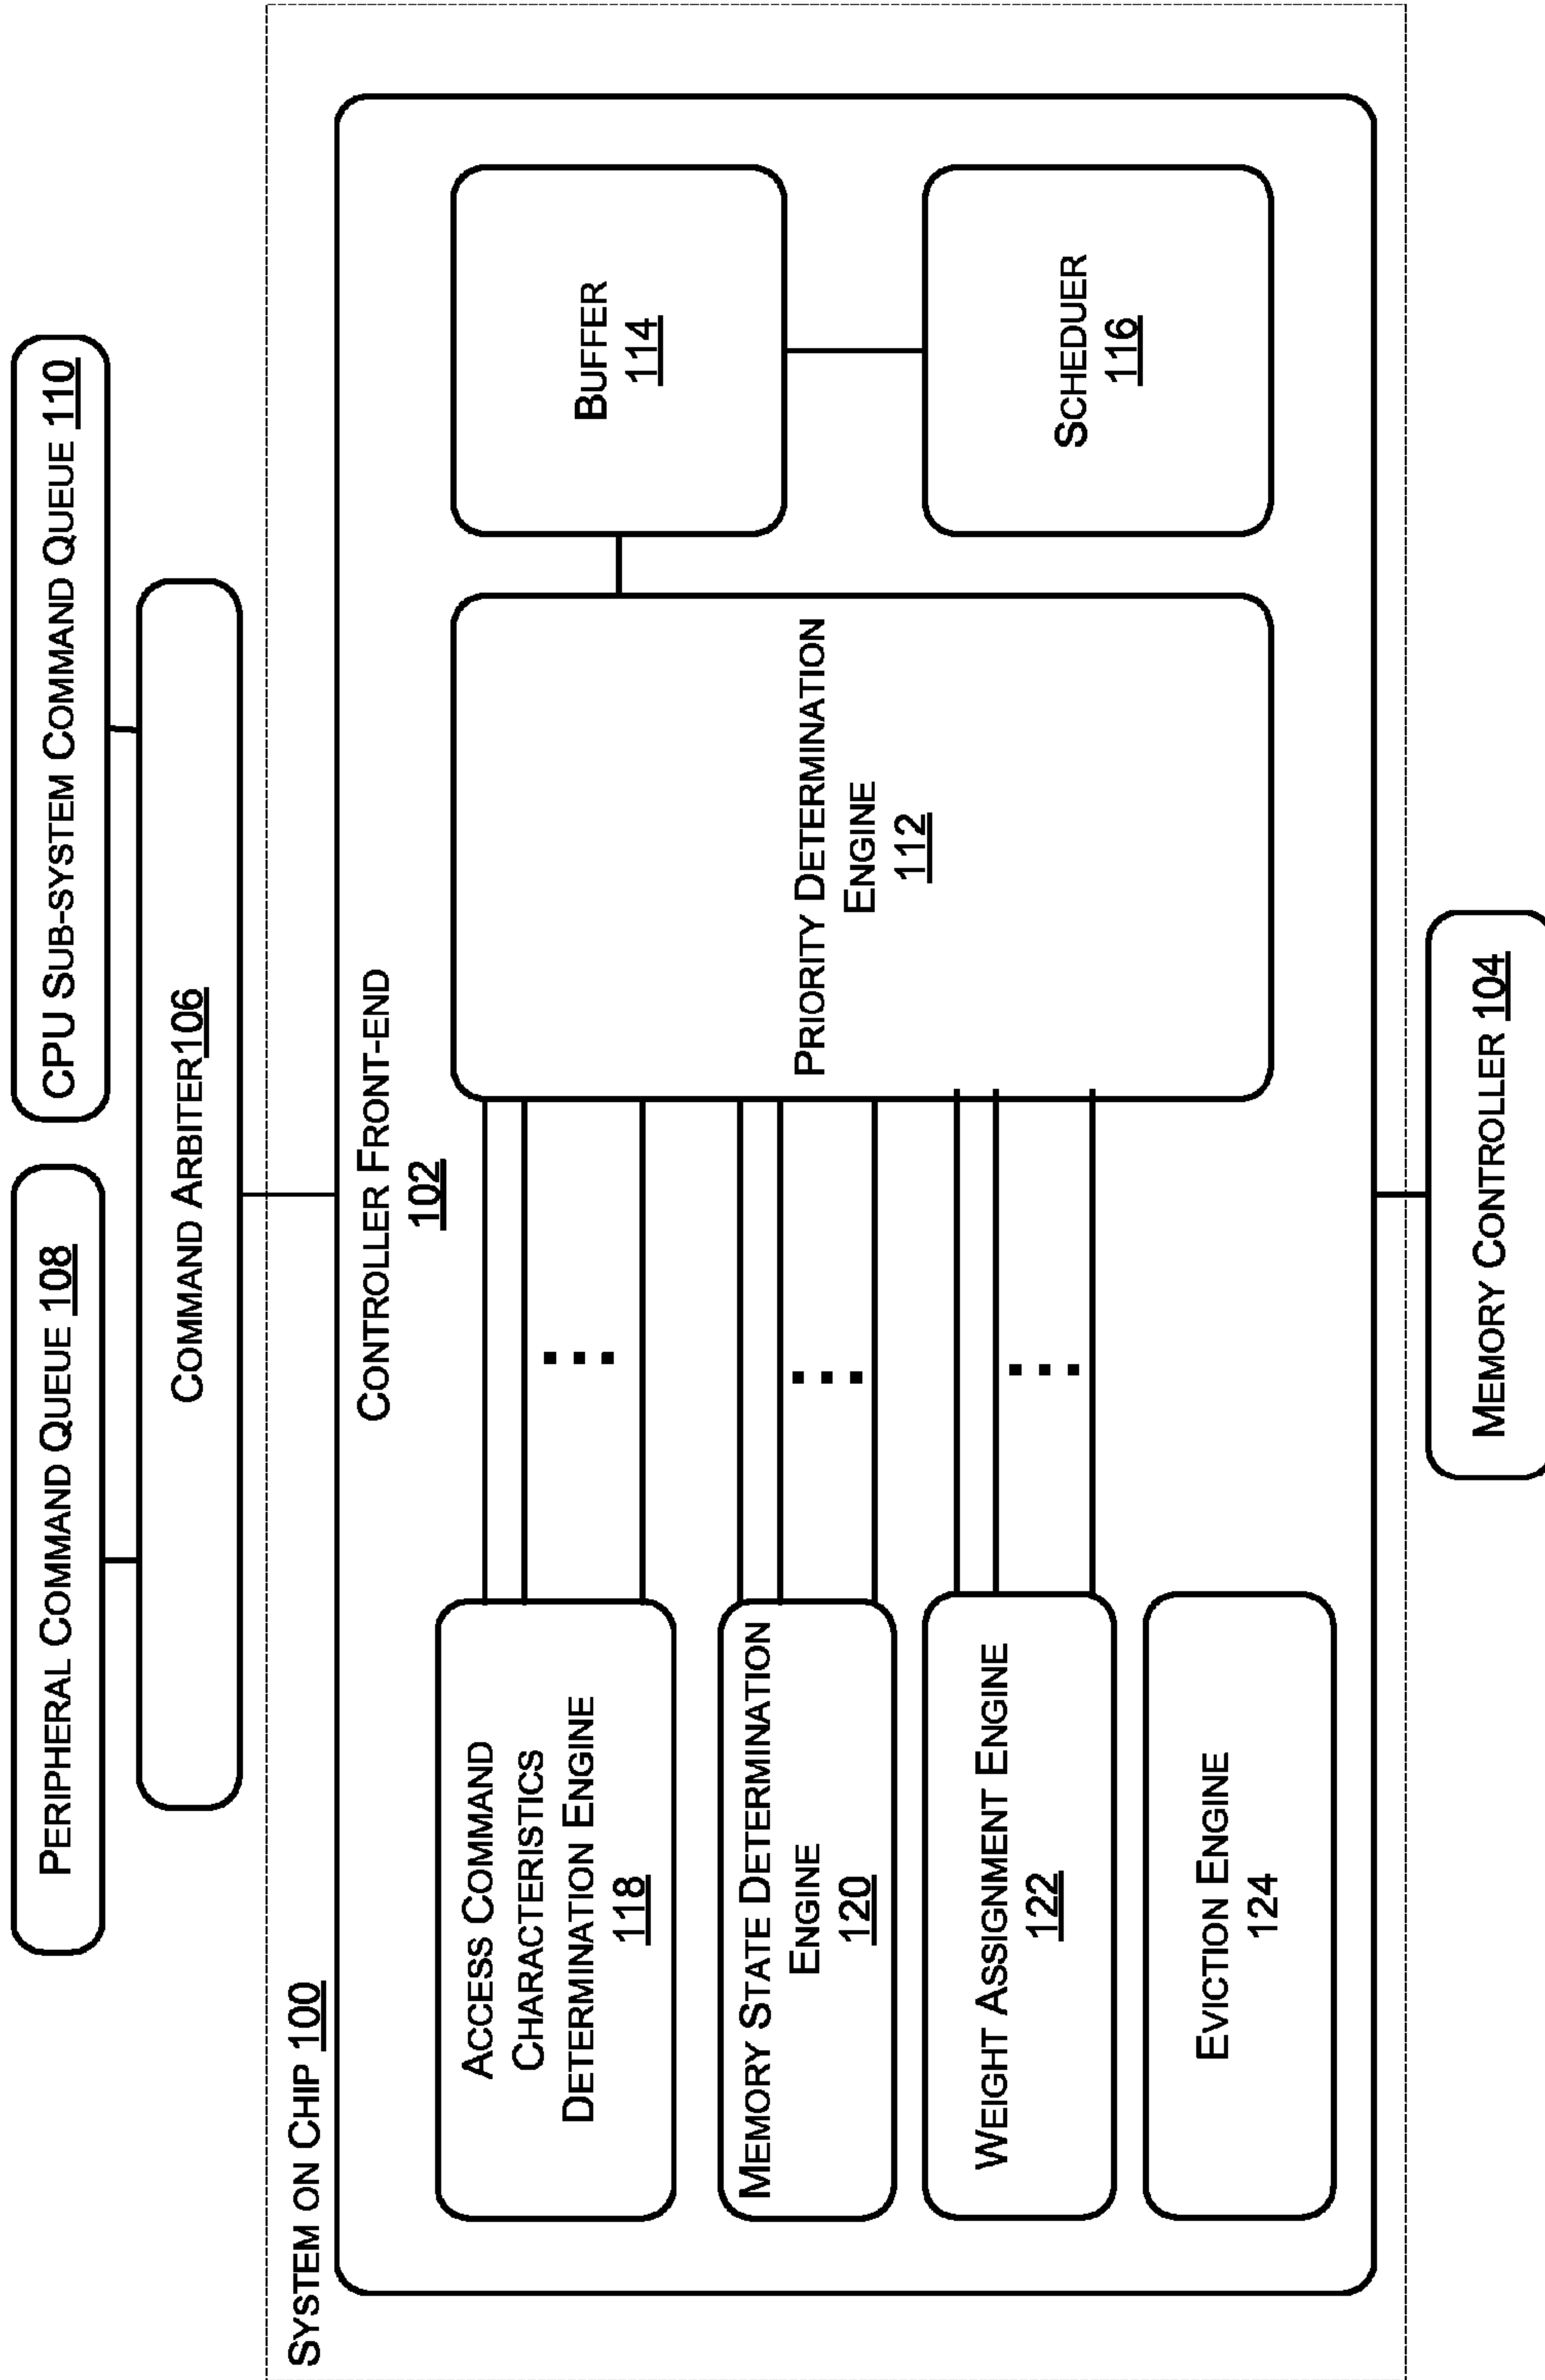 PERIPHERAL COMMAND QUEUE 108
CPU SUB-SYSTEM COMMAND QUEUE 110
COMMAND ARBITER106
SYSTEM ON CHIP 100
CONTROLLER FRONT-END
102
ACCESS COMMAND
CHARACTERISTICS
DETERMINATION ENGINE
118
MEMORY STATE DETERMINATION
ENGINE
120
WEIGHT ASSIGNMENT ENGINE
122
EVICTION ENGINE
124
PRIORITY DETERMINATION
ENGINE
112
BUFFER
114
SCHEDUER
116
MEMORY CONTROLLER 104